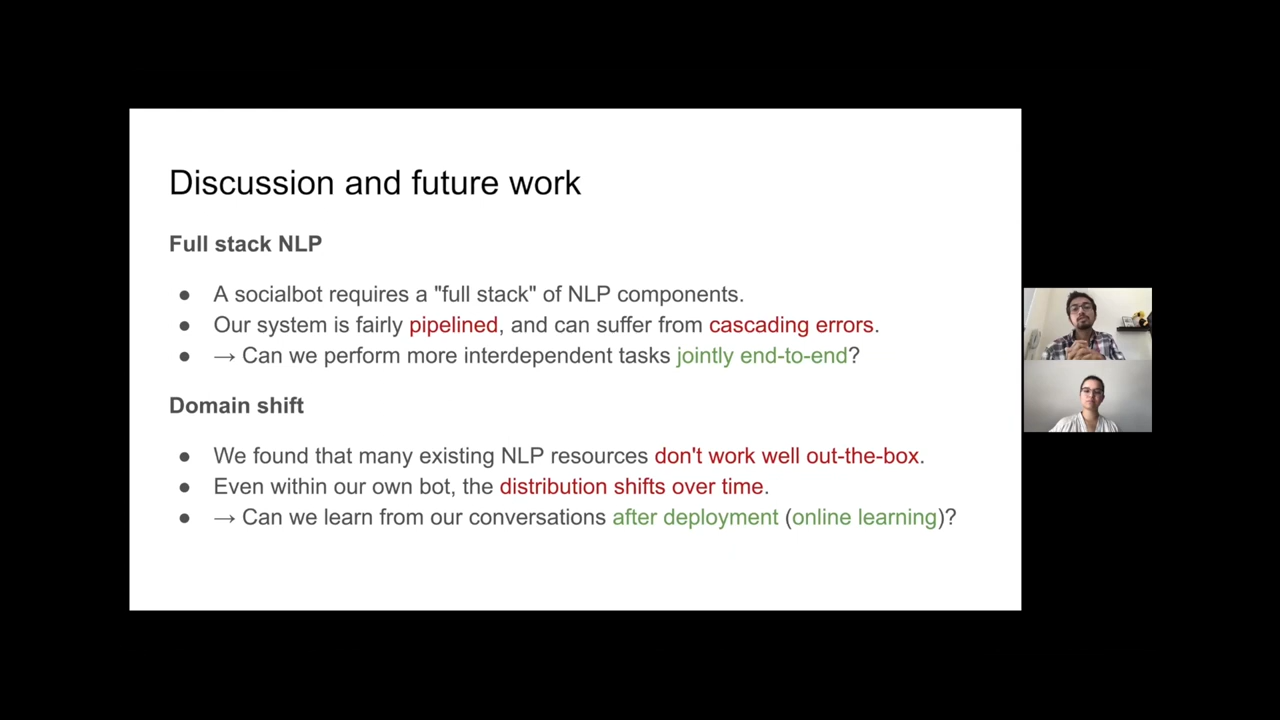 Discussion and future work
Full stack NLP
● A socialbot requires a "full stack" of NLP components.
● Our system is fairly pipelined, and can suffer from cascading errors.
● → Can we perform more interdependent tasks jointly end-to-end?
Domain shift
● We found that many existing NLP resources don't work well out-the-box.
● Even within our own bot, the distribution shifts over time.
● → Can we learn from our conversations after deployment (online learning)?